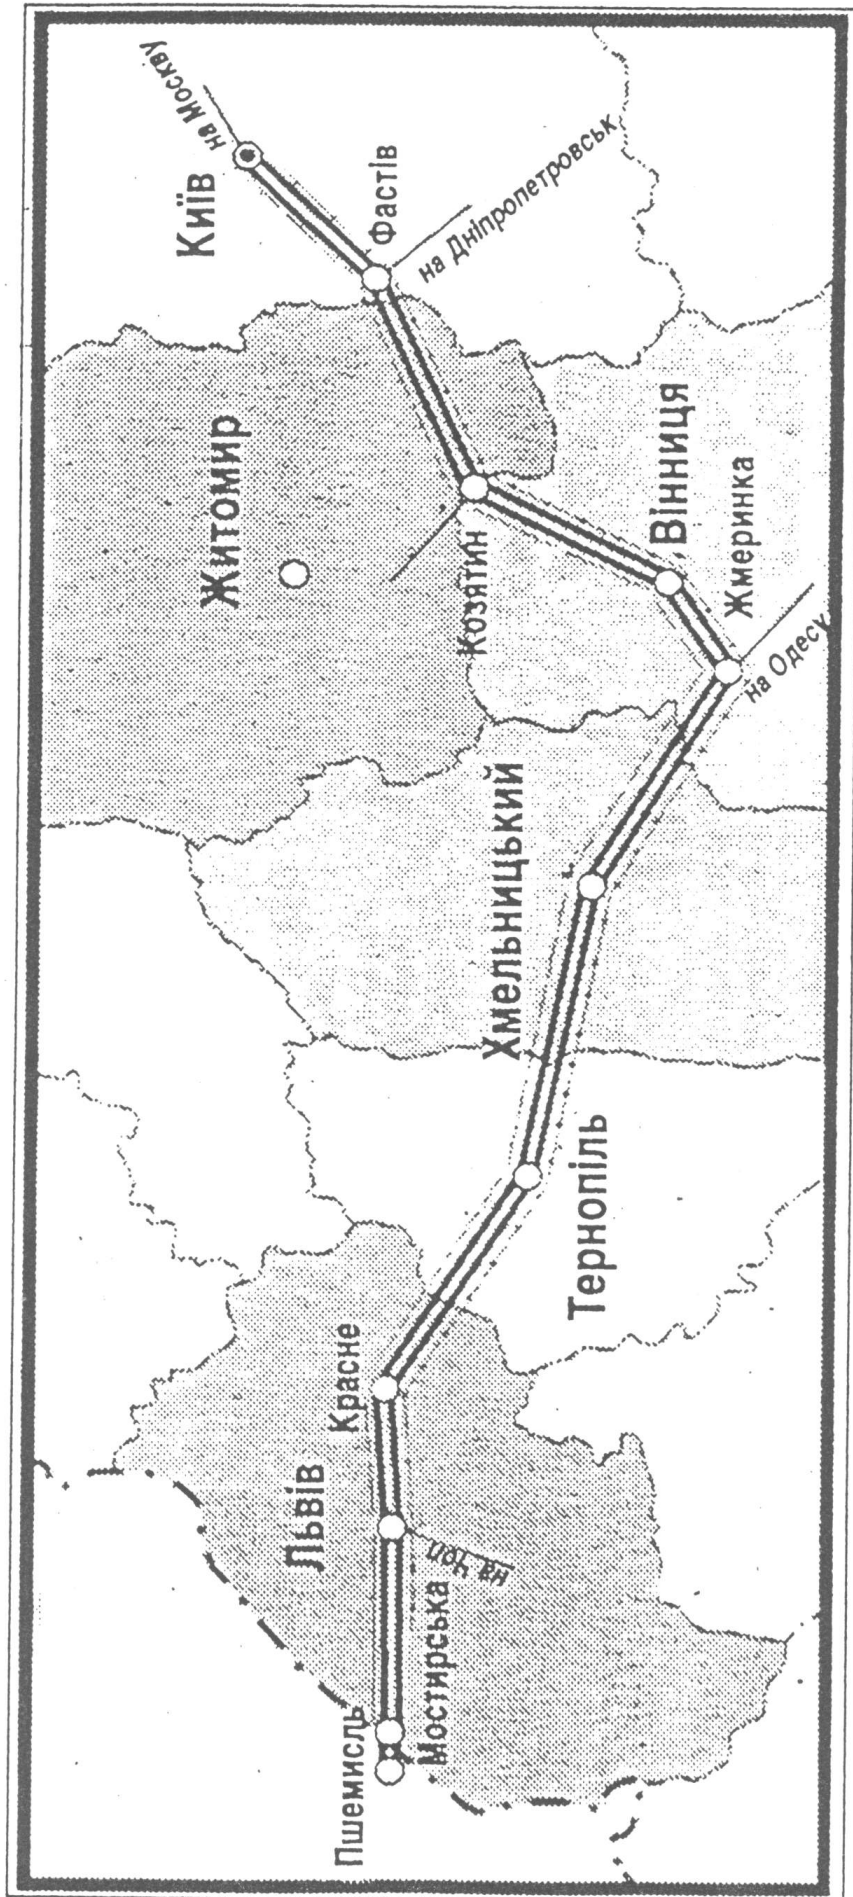 на Москву
Київ
Фастів
на Дніпропетровськ
Житомир
Козятин
Вінниця
Жмеринка
на Одесу
Хмельницький
Тернопіль
Красне
Львів
на Чоп
Мостирська
Пшемисль